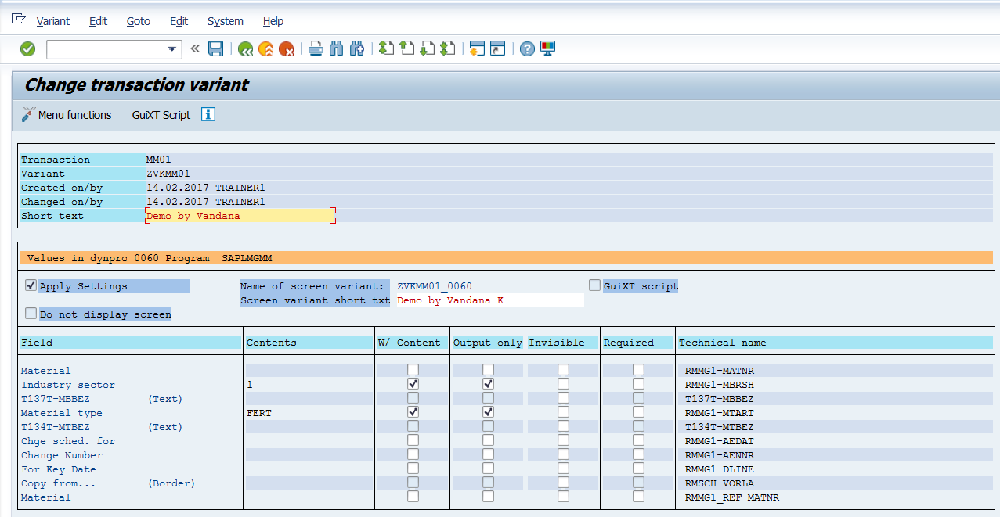 Variant Edit Goto Edit System Help
Change transaction variant
Menu functions GuiXT Script
Transaction MM01
Variant ZVKMM01
Created on/by 14.02.2017 TRAINER1
Changed on/by 14.02.2017 TRAINER1
Short text Demo by Vandana
Values in dynpro 0060 Program SAPLMGMM
Apply Settings Name of screen variant: ZVKMM01_0060 GuiXT script
Screen variant short txt Demo by Vandana K
Do not display screen
Field Contents W/ Content Output only Invisible Required Technical name
Material RMMG1-MATNR
Industry sector 1 RMMG1-MBRSH
T137T-MBBEZ (Text) T137T-MBBEZ
Material type FERT RMMG1-MTART
T134T-MTBEZ (Text) T134T-MTBEZ
Chge sched. for RMMG1-AEDAT
Change Number RMMG1-AENNR
For Key Date RMMG1-DLINE
Copy from... (Border) RMSCH-VORLA
Material RMMG1_REF-MATNR